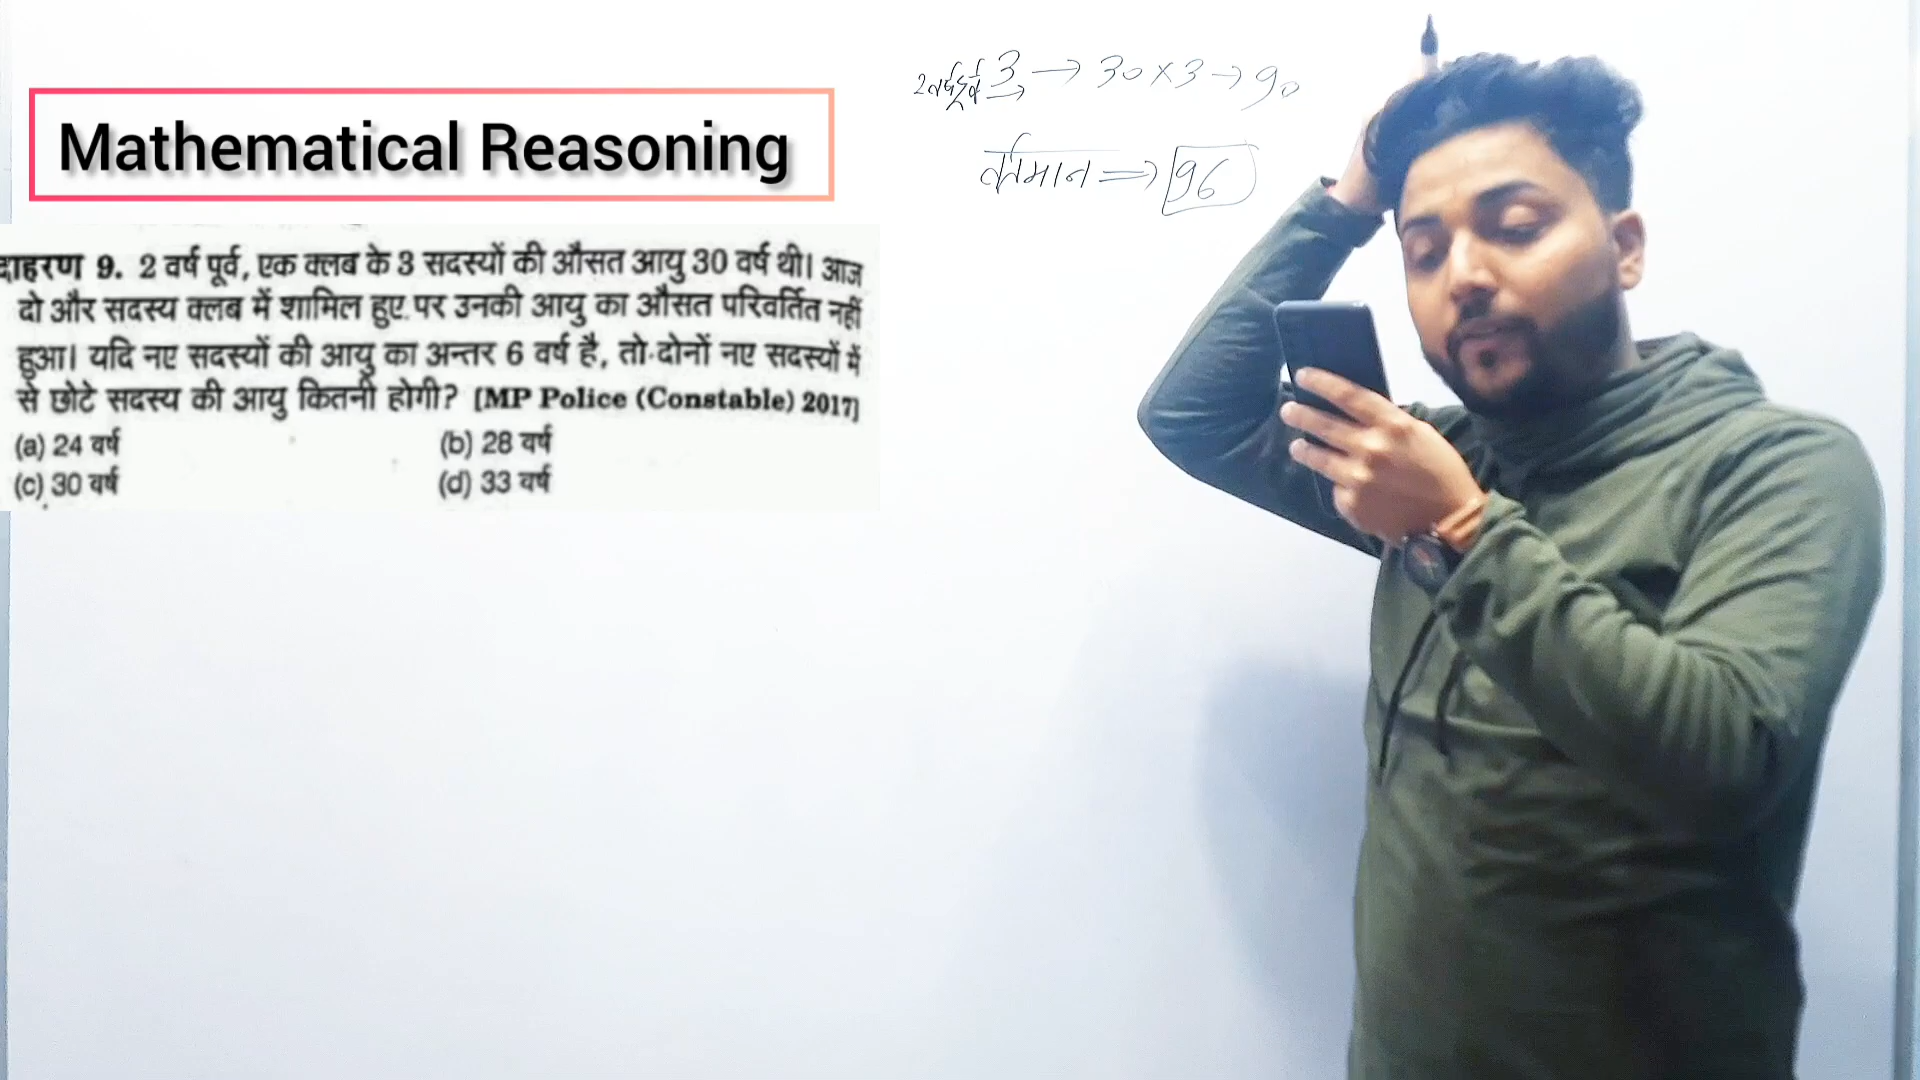 Mathematical Reasoning
दाहरण 9. 2 वर्ष पूर्व, एक क्लब के 3 सदस्यों की औसत आयु 30 वर्ष थी। आज
दो और सदस्य क्लब में शामिल हुए पर उनकी आयु का औसत परिवर्तित नहीं
हुआ। यदि नए सदस्यों की आयु का अन्तर 6 वर्ष है, तो दोनों नए सदस्यों में
से छोटे सदस्य की आयु कितनी होगी? [MP Police (Constable) 2017]
(a) 24 वर्ष (b) 28 वर्ष
(c) 30 वर्ष (d) 33 वर्ष
2 वर्ष पूर्व 3 → 30 × 3 → 90
वर्तमान ⇒ 96